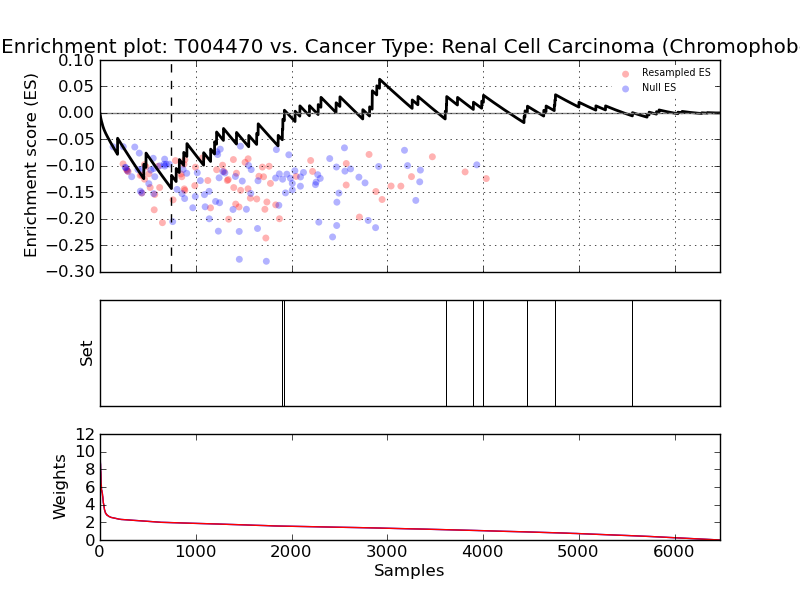 Enrichment plot: T004470 vs. Cancer Type: Renal Cell Carcinoma (Chromophob
0.10
0.05
0.00
−0.05
−0.10
−0.15
−0.20
−0.25
−0.30
Enrichment score (ES)
Resampled ES
Null ES
Set
12
10
8
6
4
2
0
Weights
0 1000 2000 3000 4000 5000 6000
Samples